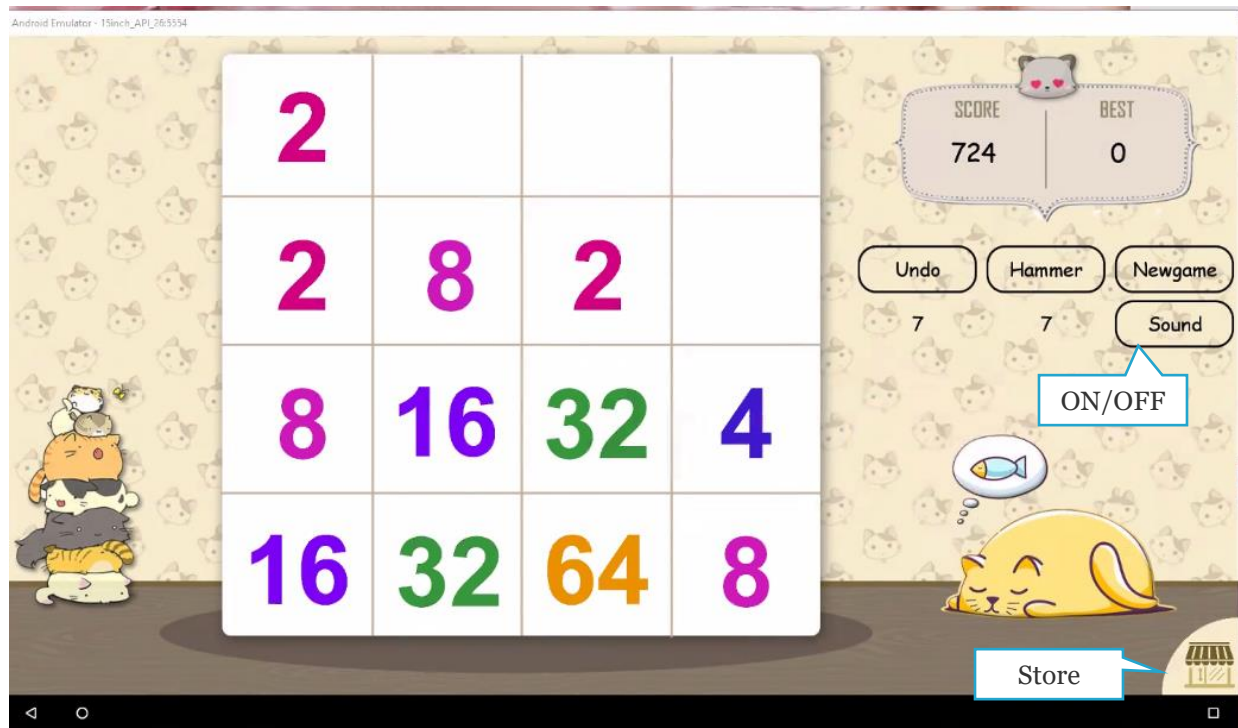 Android Emulator - 15inch_API_26:5554
2
2 8 2
8 16 32 4
16 32 64 8
SCORE BEST
724 0
Undo Hammer Newgame
7 7 Sound
ON/OFF
Store